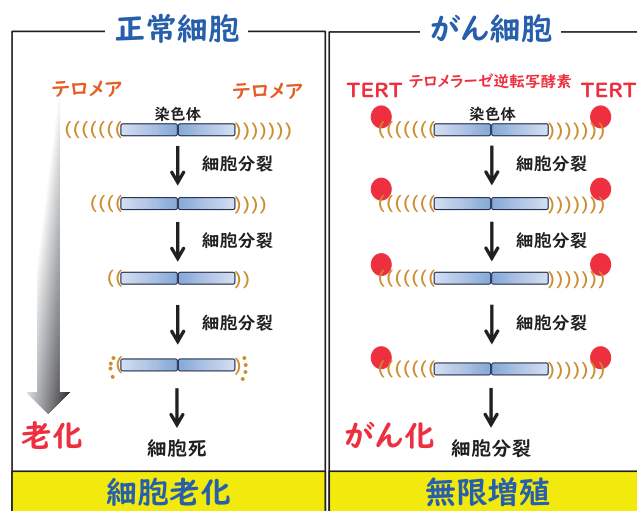 正常細胞
テロメア
テロメア
染色体
細胞分裂
細胞分裂
細胞分裂
老化
細胞死
細胞老化
がん細胞
TERT
テロメラーゼ逆転写酵素
TERT
染色体
細胞分裂
細胞分裂
細胞分裂
がん化
細胞分裂
無限増殖